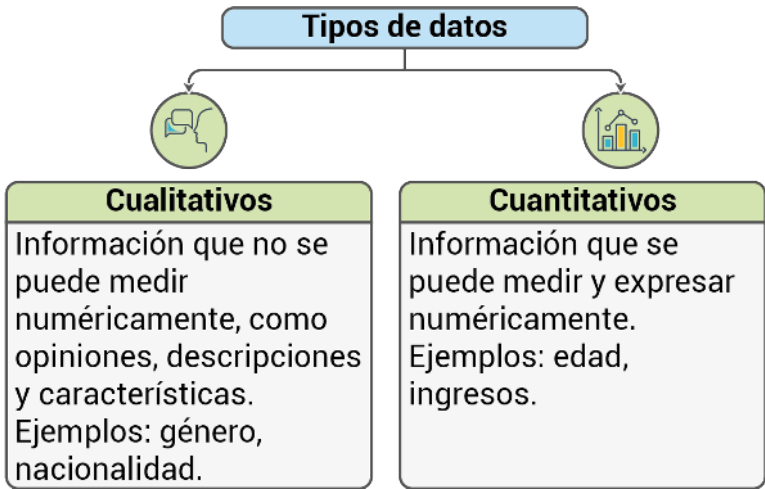 Tipos de datos
Cualitativos
Información que no se
puede medir
numéricamente, como
opiniones, descripciones
y característícas.
Ejemplos: género,
nacionalidad.
Cuantitativos
Información que se
puede medir y expresar
numéricamente.
Ejemplos: edad,
ingresos.